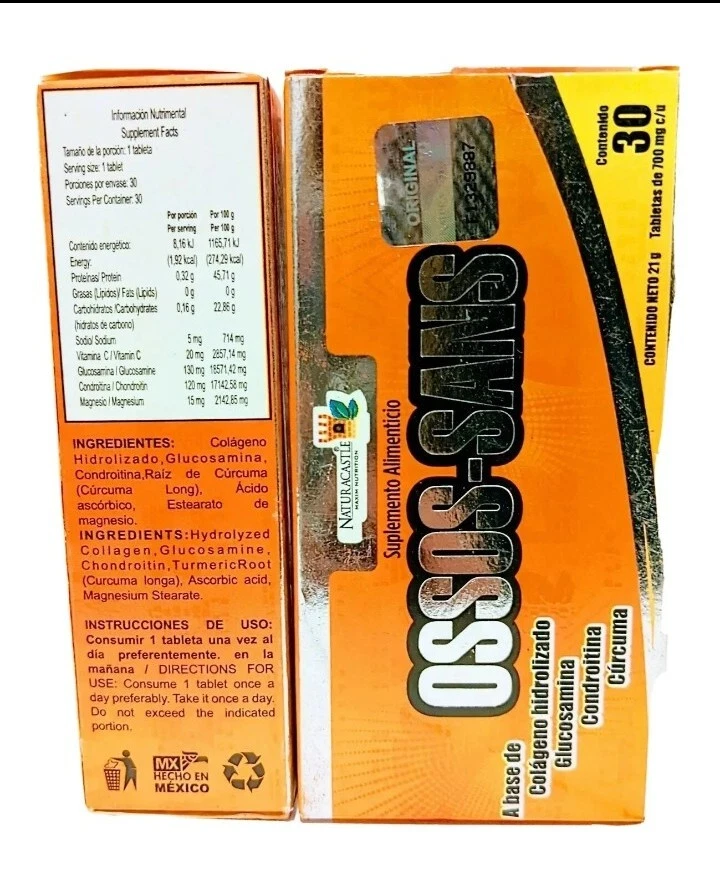 Información Nutrimental
Supplement Facts
Tamaño de la porción: 1 tableta
Serving size: 1 tablet
Porciones por envase: 30
Servings Per Container: 30
Por porción Por 100 g
Per serving Per 100 g
Contenido energético: 8,16 kJ 1165,71 kJ
Energy: (1,92 kcal) (274,29 kcal)
Proteínas/ Protein 0,32 g 45,71 g
Grasas (Lípidos)/ Fats (Lipids) 0 g 0 g
Carbohidratos /Carbohydrates 0,16 g 22,86 g
(hidratos de carbono)
Sodio/ Sodium 5 mg 714 mg
Vitamina C / Vitamin C 20 mg 2857,14 mg
Glucosamina / Glucosamine 130 mg 18571,42 mg
Condroitina / Chondroitin 120 mg 17142,58 mg
Magnesio / Magnesium 15 mg 2142,85 mg
INGREDIENTES: Colágeno
Hidrolizado, Glucosamina,
Condroitina,Raíz de Cúrcuma
(Cúrcuma Long), Ácido
ascórbico, Estearato de
magnesio.
INGREDIENTS:Hydrolyzed
Collagen, Glucosamine,
Chondroitin, TurmericRoot
(Curcuma longa), Ascorbic acid,
Magnesium Stearate.
INSTRUCCIONES DE USO:
Consumir 1 tableta una vez al
día preferentemente. en la
mañana / DIRECTIONS FOR
USE: Consume 1 tablet once a
day preferably. Take it once a day.
Do not exceed the indicated
portion.
MX
HECHO EN
MÉXICO
ORIGINAL
NATURACASTLE
MAXIN NUTRITION
Suplemento Alimenticio
OSSOS-SANS
A base de
Colágeno hidrolizado
Glucosamina
Condroitina
Cúrcuma
Contenido
30
CONTENIDO NETO 21 g Tabletas de 700 mg c/u